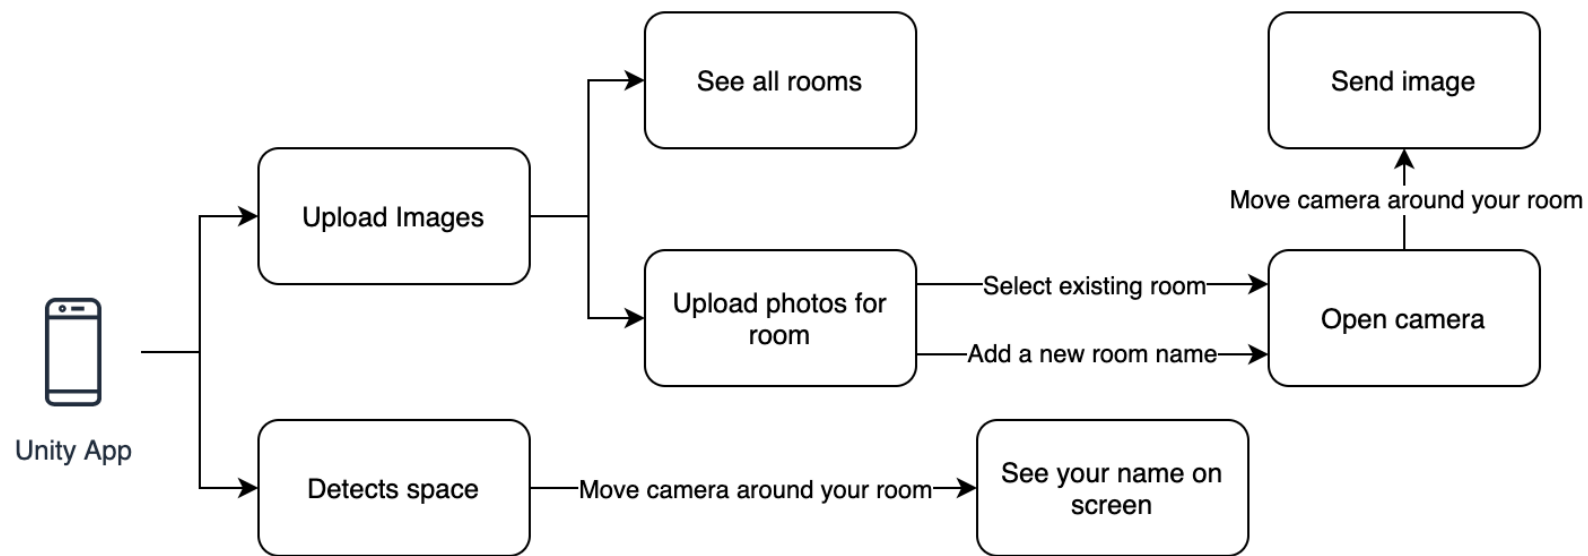 See all rooms
Send image
Upload Images
Move camera around your room
Upload photos for
room
Select existing room
Add a new room name
Open camera
Unity App
Detects space
Move camera around your room
See your name on
screen